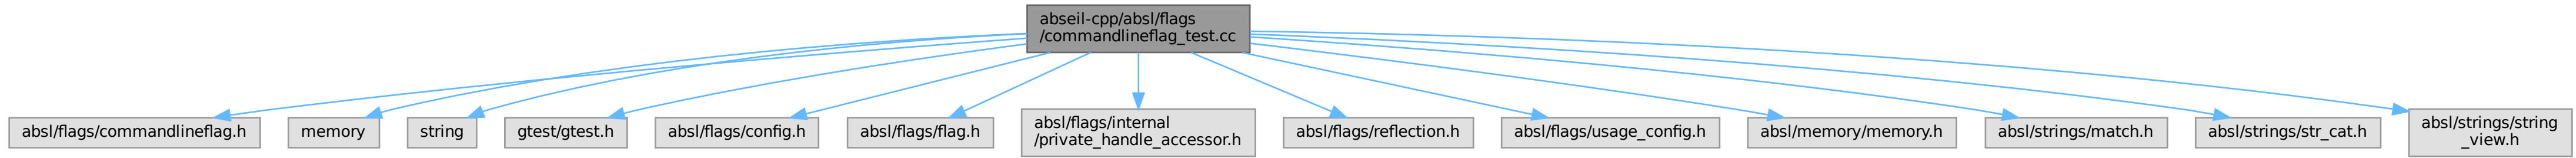 abseil-cpp/absl/flags
/commandlineflag_test.cc
absl/flags/commandlineflag.h
memory
string
gtest/gtest.h
absl/flags/config.h
absl/flags/flag.h
absl/flags/internal
/private_handle_accessor.h
absl/flags/reflection.h
absl/flags/usage_config.h
absl/memory/memory.h
absl/strings/match.h
absl/strings/str_cat.h
absl/strings/string
_view.h